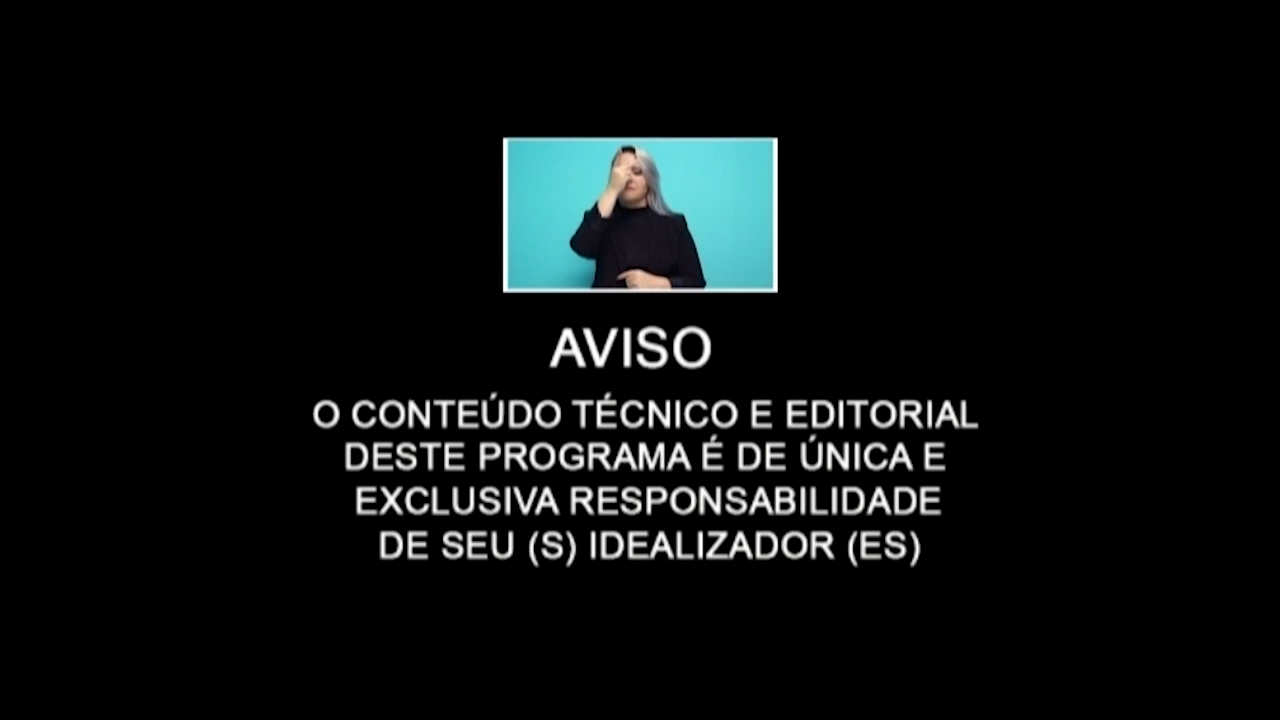 AVISO
O CONTEÚDO TÉCNICO E EDITORIAL
DESTE PROGRAMA É DE ÚNICA E
EXCLUSIVA RESPONSABILIDADE
DE SEU (S) IDEALIZADOR (ES)